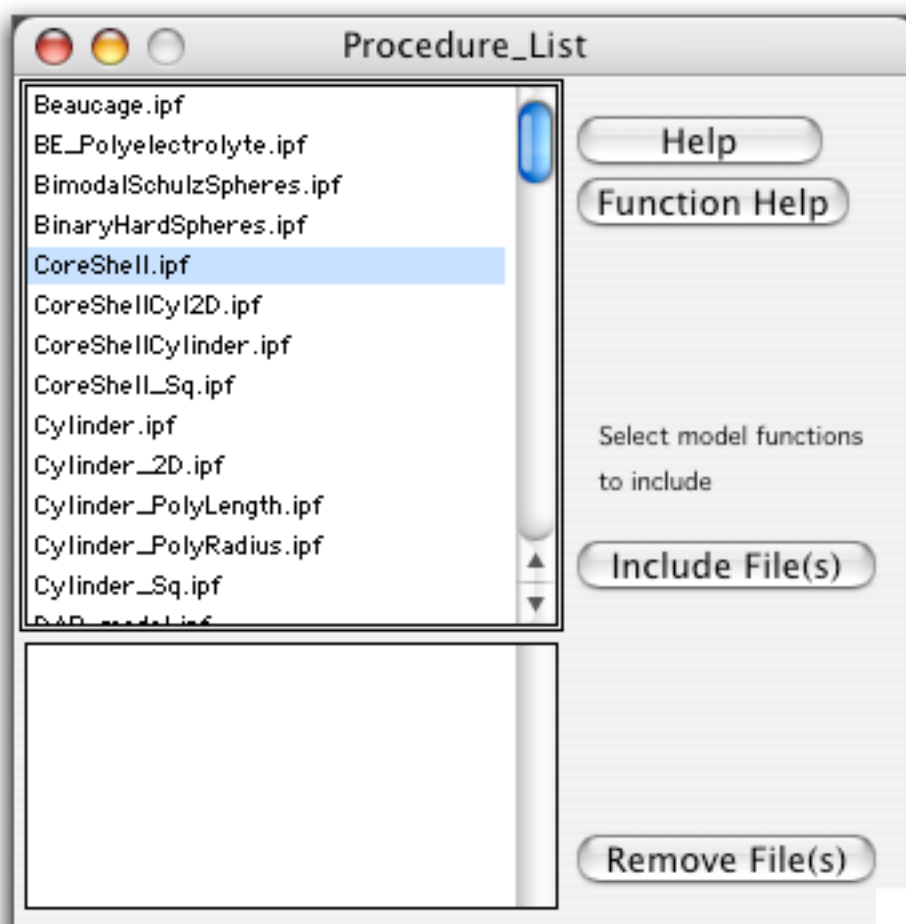 Procedure_List
Beaucage.ipf
BE_Polyelectrolyte.ipf
BimodalSchulzSpheres.ipf
BinaryHardSpheres.ipf
CoreShell.ipf
CoreShellCyl2D.ipf
CoreShellCylinder.ipf
CoreShell_Sq.ipf
Cylinder.ipf
Cylinder_2D.ipf
Cylinder_PolyLength.ipf
Cylinder_PolyRadius.ipf
Cylinder_Sq.ipf
Help
Function Help
Select model functions
to include
Include File(s)
Remove File(s)